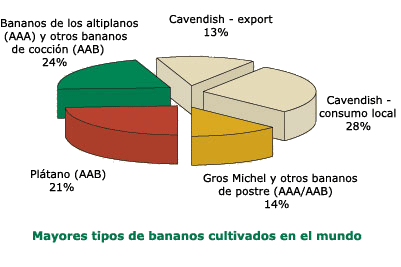 Bananos de los altiplanos
(AAA) y otros bananos
de cocción (AAB)
24%
Cavendish - export
13%
Cavendish -
consumo local
28%
Plátano (AAB)
21%
Gros Michel y otros bananos
de postre (AAA/AAB)
14%
Mayores tipos de bananos cultivados en el mundo